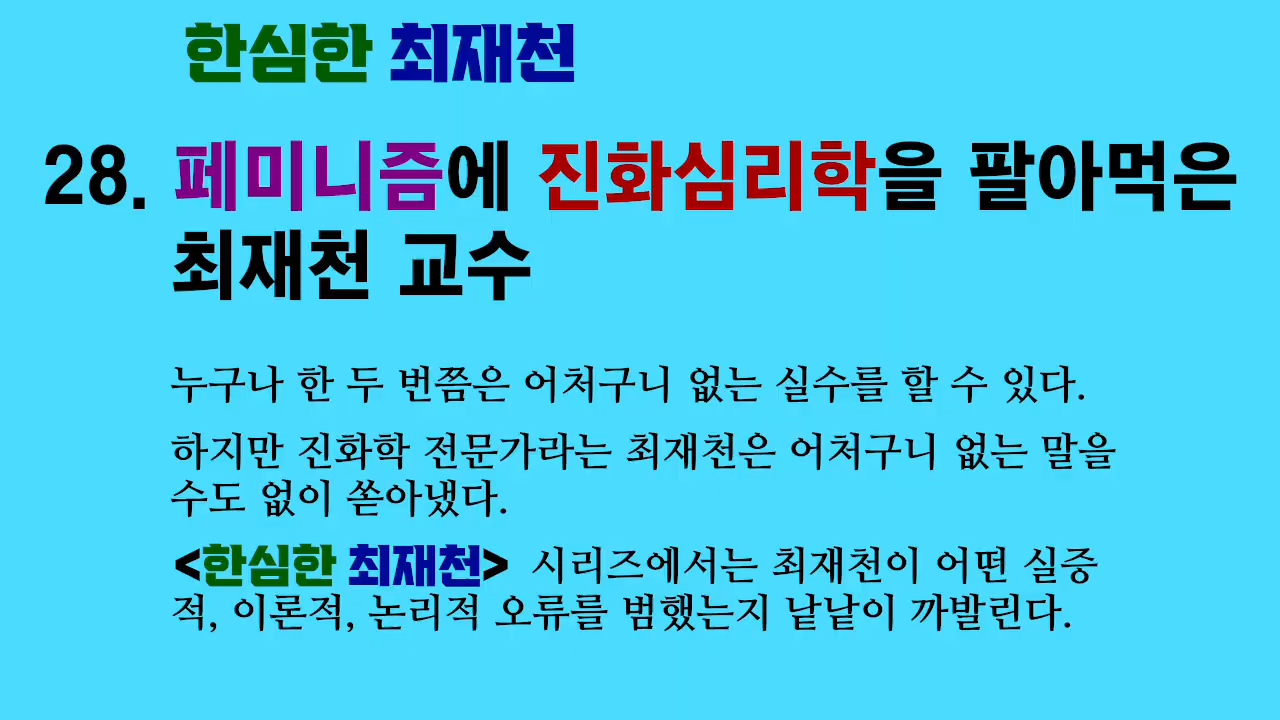 한심한 최재천
28. 페미니즘에 진화심리학을 팔아먹은
최재천 교수
누구나 한 두 번쯤은 어처구니 없는 실수를 할 수 있다.
하지만 진화학 전문가라는 최재천은 어처구니 없는 말을
수도 없이 쏟아냈다.
<한심한 최재천> 시리즈에서는 최재천이 어떤 실증
적, 이론적, 논리적 오류를 범했는지 낱낱이 까발린다.